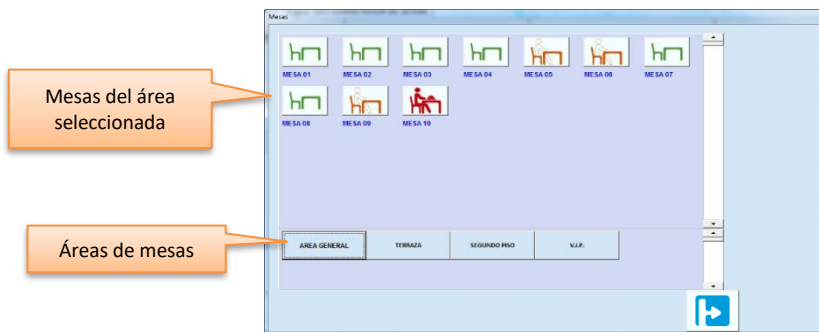 Mesas
MESA 01 MESA 02 MESA 03 MESA 04 MESA 05 MESA 06 MESA 07
Mesas del área
seleccionada
MESA 08 MESA 09 MESA 10
Áreas de mesas
AREA GENERAL TERRAZA SEGUNDO PISO V.I.P.